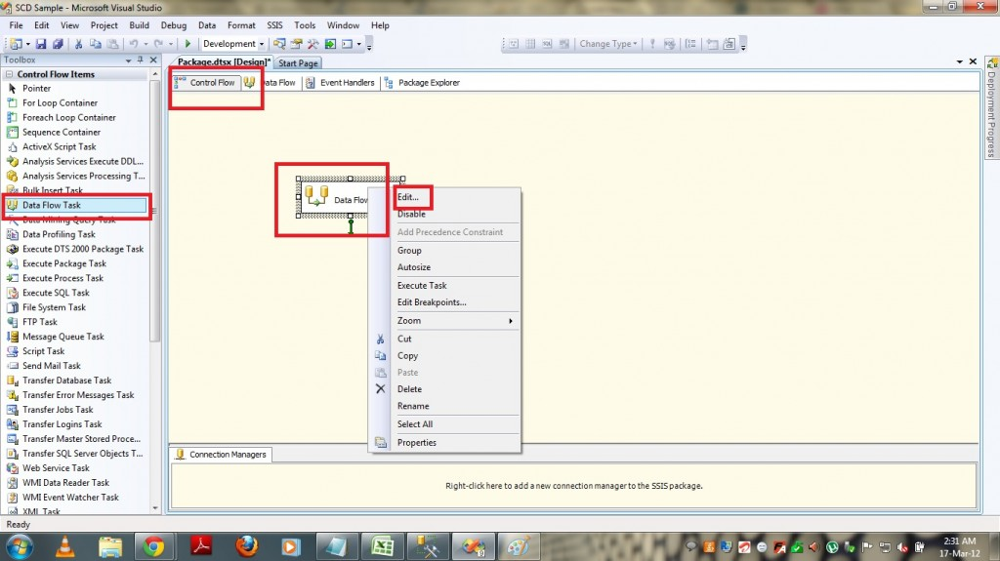 SCD Sample - Microsoft Visual Studio
File Edit View Project Build Debug Data Format SSIS Tools Window Help
Development
Change Type
Toolbox
Package.dtsx [Design]*
Start Page
Control Flow
Data Flow
Event Handlers
Package Explorer
Deployment Progress
Control Flow Items
Pointer
For Loop Container
Foreach Loop Container
Sequence Container
ActiveX Script Task
Analysis Services Execute DDL...
Analysis Services Processing T...
Bulk Insert Task
Data Flow Task
Data Mining Query Task
Data Profiling Task
Execute DTS 2000 Package Task
Execute Package Task
Execute Process Task
Execute SQL Task
File System Task
FTP Task
Message Queue Task
Script Task
Send Mail Task
Transfer Database Task
Transfer Error Messages Task
Transfer Jobs Task
Transfer Logins Task
Transfer Master Stored Proce...
Transfer SQL Server Objects T...
Web Service Task
WMI Data Reader Task
WMI Event Watcher Task
XML Task
Data Flow
Edit...
Disable
Add Precedence Constraint
Group
Autosize
Execute Task
Edit Breakpoints...
Zoom
Cut
Copy
Paste
Delete
Rename
Select All
Properties
Connection Managers
Right-click here to add a new connection manager to the SSIS package.
Ready
2:31 AM
17-Mar-12